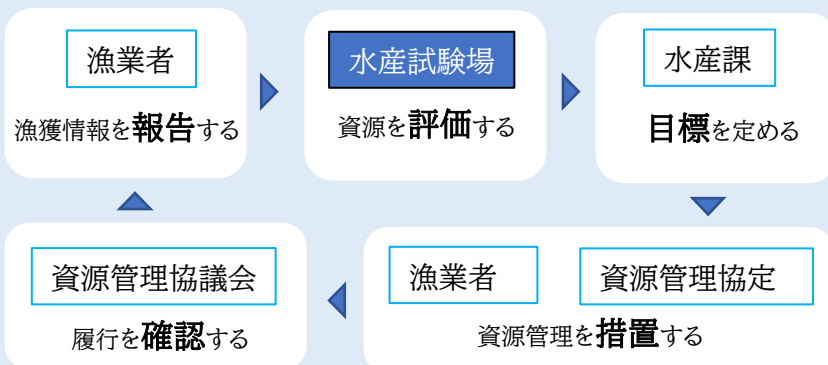 漁業者
漁獲情報を報告する
水産試験場
資源を評価する
水産課
目標を定める
資源管理協議会
履行を確認する
漁業者
資源管理協定
資源管理を措置する